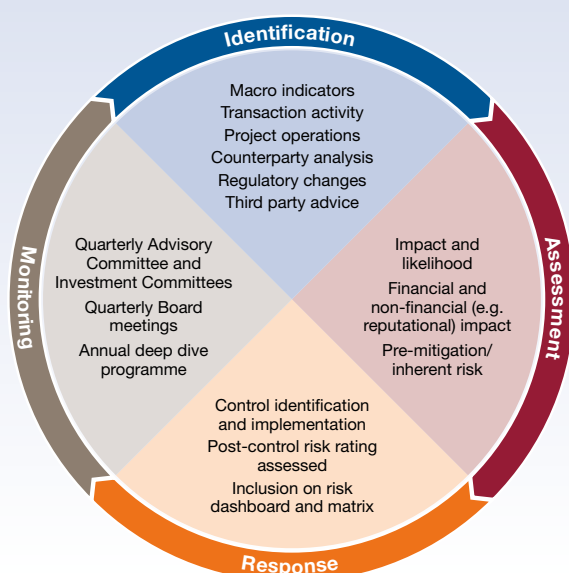 Identification
Macro indicators
Transaction activity
Project operations
Counterparty analysis
Regulatory changes
Third party advice
Assessment
Impact and
likelihood
Financial and
non-financial (e.g.
reputational) impact
Pre-mitigation/
inherent risk
Response
Control identification
and implementation
Post-control risk rating
assessed
Inclusion on risk
dashboard and matrix
Monitoring
Quarterly Advisory
Committee and
Investment Committees
Quarterly Board
meetings
Annual deep dive
programme